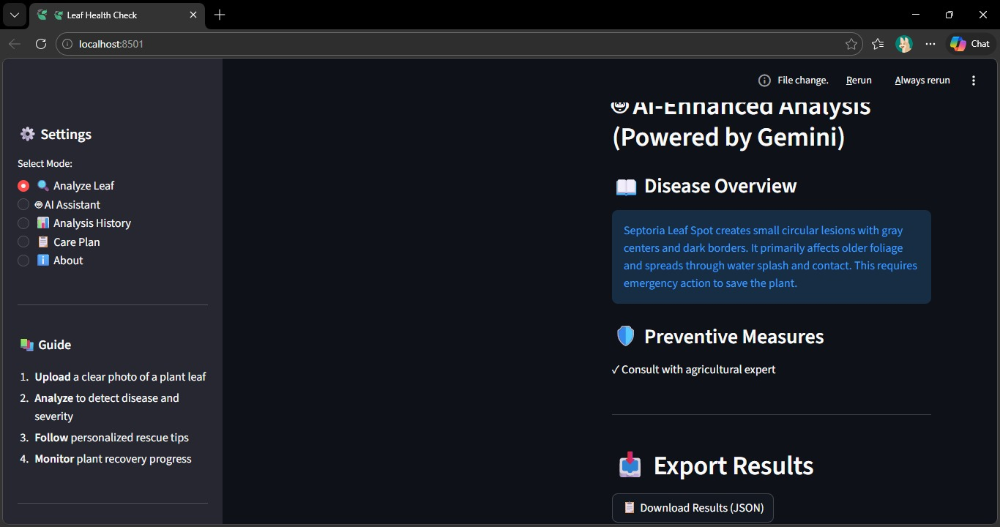 Leaf Health Check
localhost:8501
Chat
File change.
Rerun
Always rerun
Settings
Select Mode:
Analyze Leaf
AI Assistant
Analysis History
Care Plan
About
Guide
1. Upload a clear photo of a plant leaf
2. Analyze to detect disease and
severity
3. Follow personalized rescue tips
4. Monitor plant recovery progress
AI-Enhanced Analysis
(Powered by Gemini)
Disease Overview
Septoria Leaf Spot creates small circular lesions with gray
centers and dark borders. It primarily affects older foliage
and spreads through water splash and contact. This requires
emergency action to save the plant.
Preventive Measures
✓ Consult with agricultural expert
Export Results
Download Results (JSON)